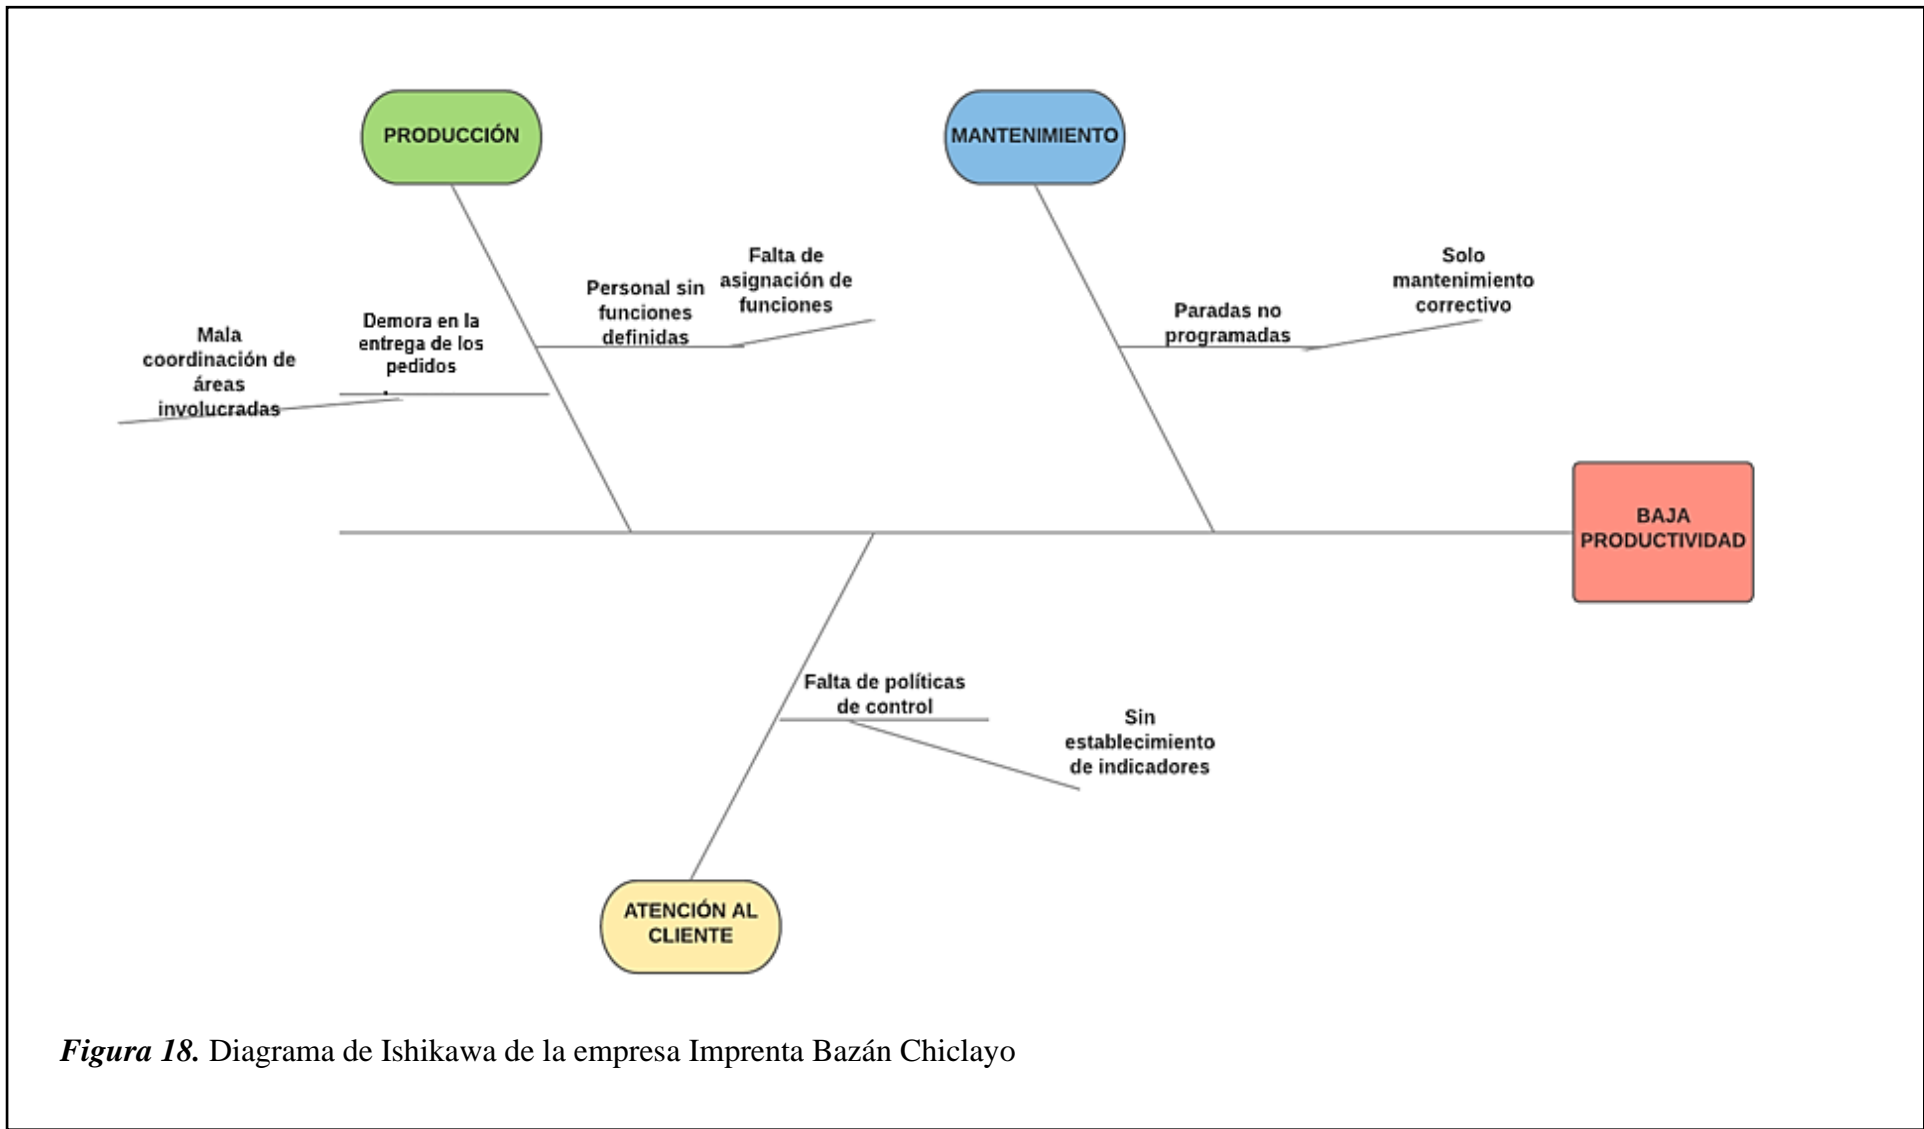 PRODUCCIÓN
MANTENIMIENTO
Mala
coordinación de
áreas
involucradas
Demora en la
entrega de los
pedidos
Personal sin
funciones
definidas
Falta de
asignación de
funciones
Paradas no
programadas
Solo
mantenimiento
correctivo
BAJA
PRODUCTIVIDAD
Falta de políticas
de control
Sin
establecimiento
de indicadores
ATENCIÓN AL
CLIENTE
Figura 18. Diagrama de Ishikawa de la empresa Imprenta Bazán Chiclayo